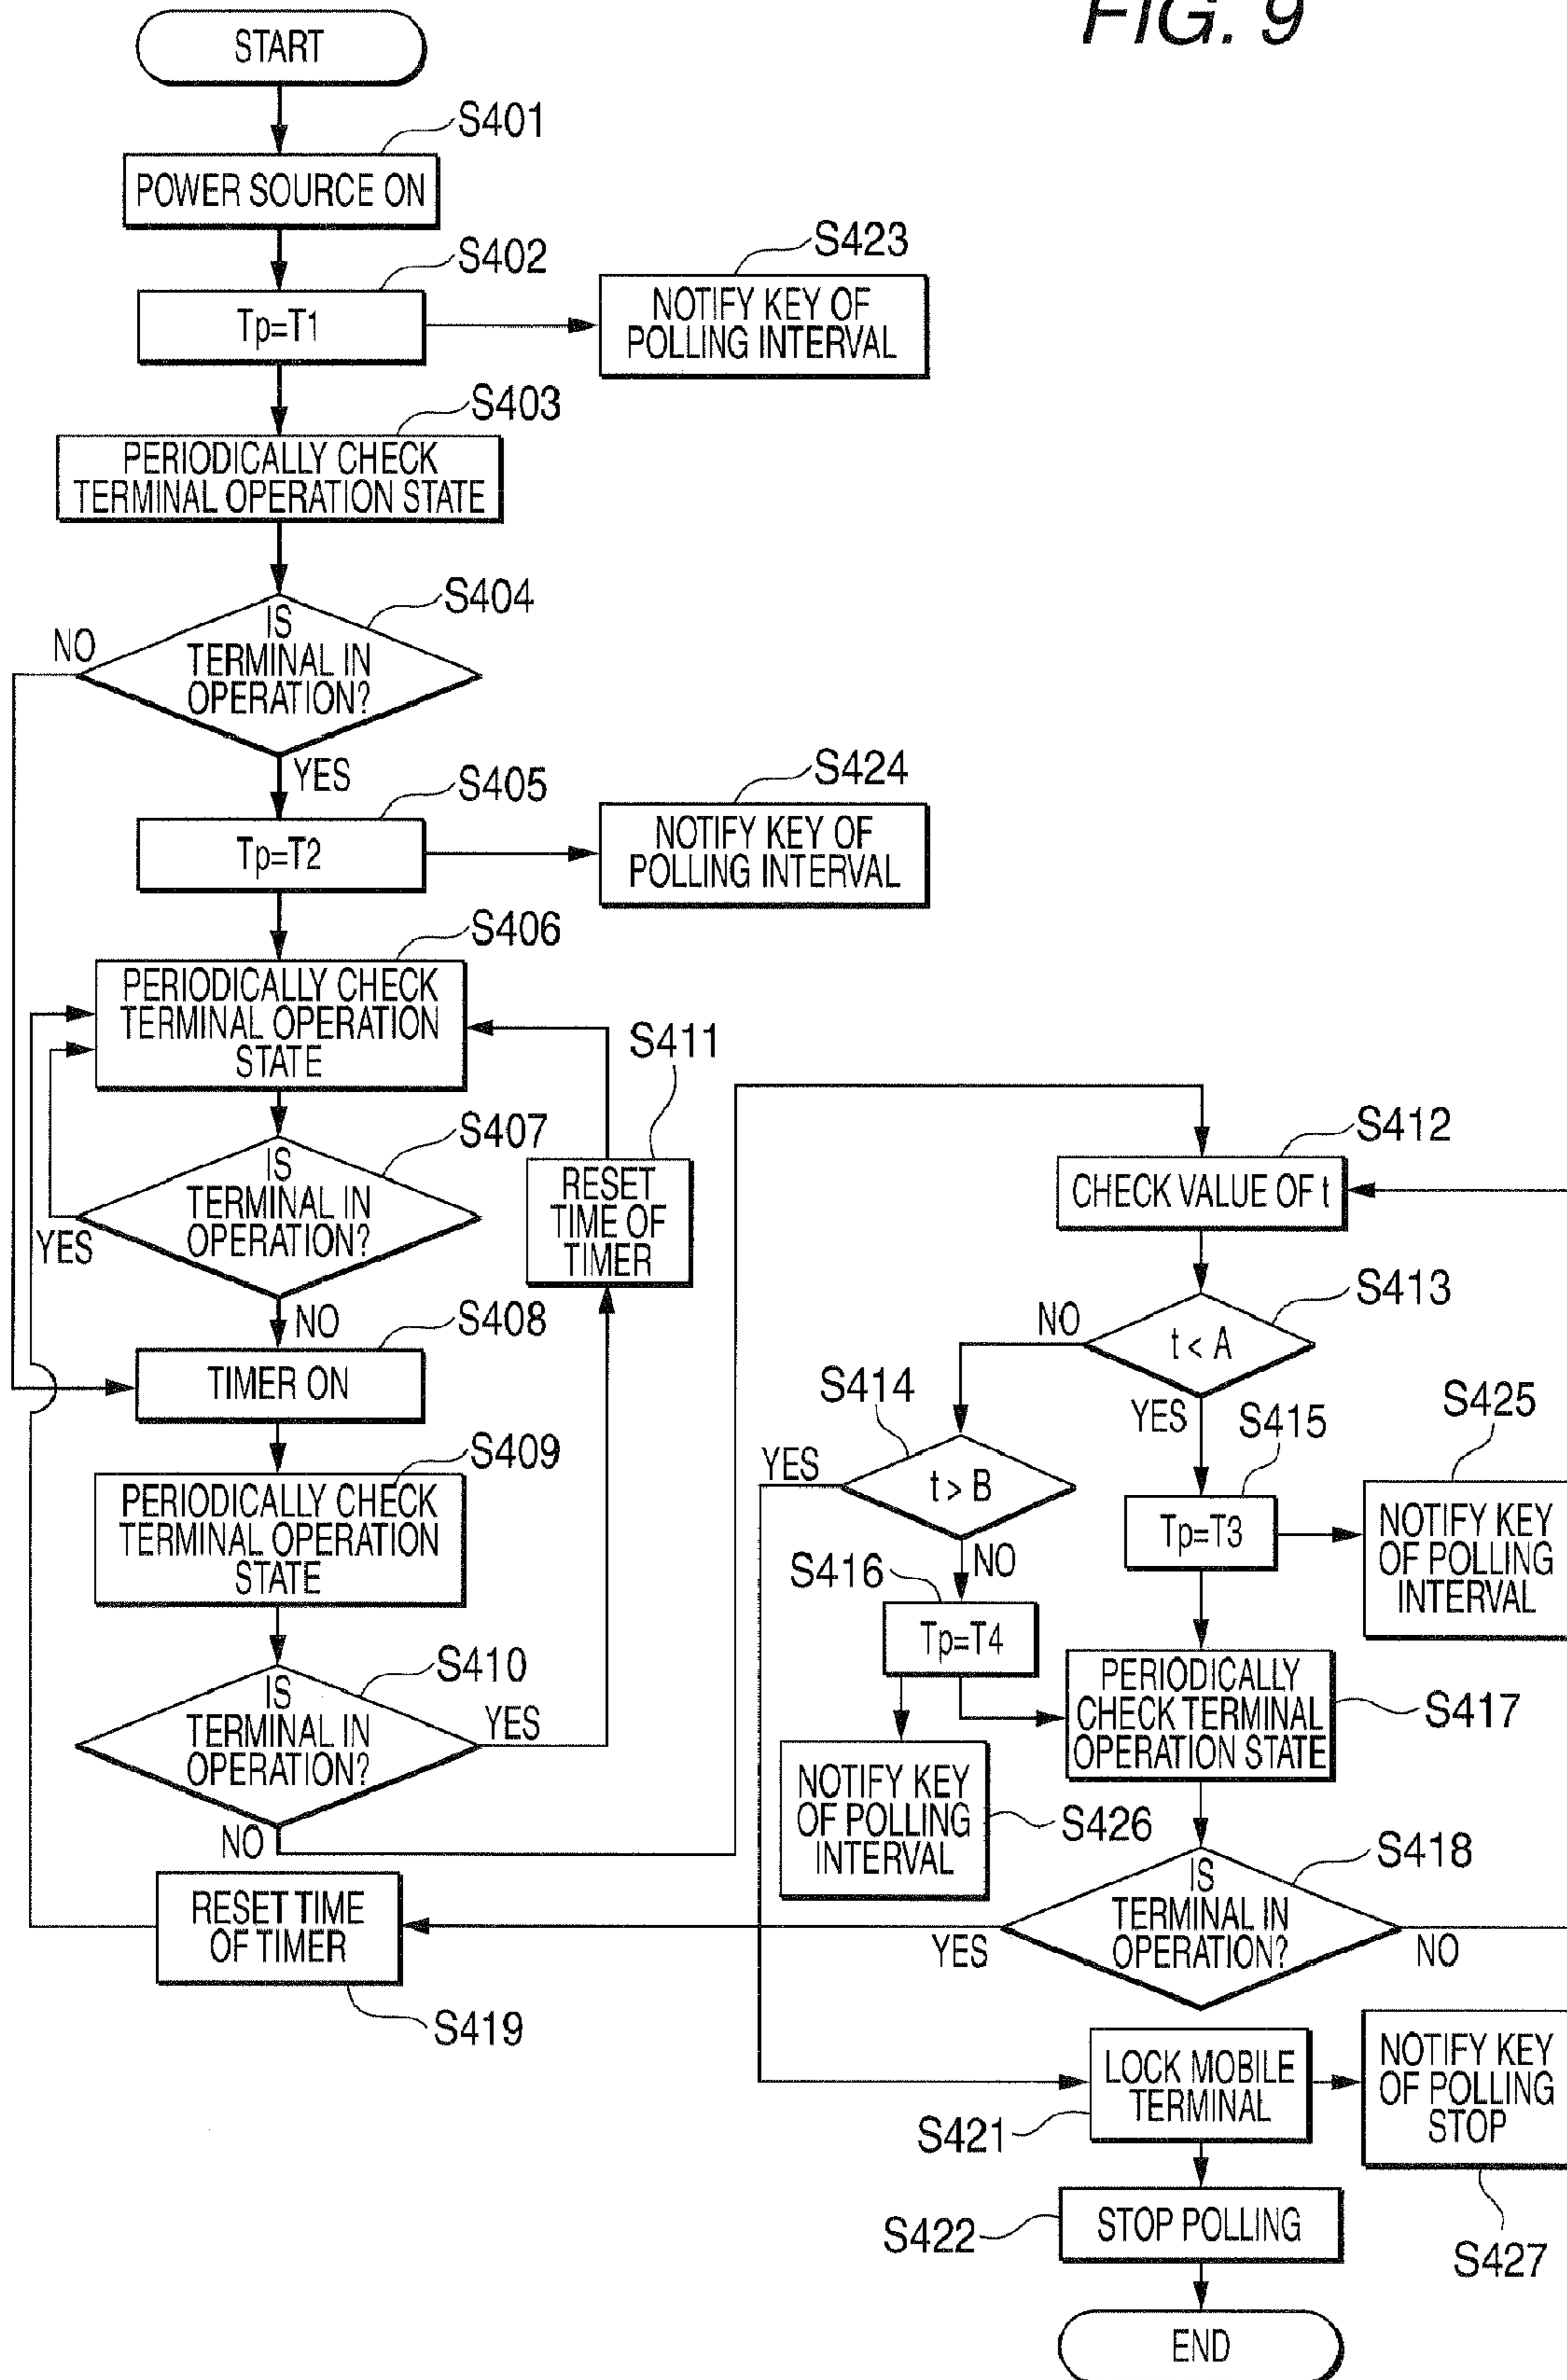 FIG. 9
START
S401
POWER SOURCE ON
S402
Tp=T1
S423
NOTIFY KEY OF
POLLING INTERVAL
S403
PERIODICALLY CHECK
TERMINAL OPERATION STATE
S404
IS
TERMINAL IN
OPERATION?
NO
YES
S405
Tp=T2
S424
NOTIFY KEY OF
POLLING INTERVAL
S406
PERIODICALLY CHECK
TERMINAL OPERATION
STATE
S407
IS
TERMINAL IN
OPERATION?
YES
NO
S411
RESET
TIME OF
TIMER
S408
TIMER ON
S409
PERIODICALLY CHECK
TERMINAL OPERATION
STATE
S410
IS
TERMINAL IN
OPERATION?
YES
NO
RESET TIME
OF TIMER
S419
S412
CHECK VALUE OF t
S413
t < A
NO
YES
S414
t > B
YES
NO
S415
Tp=T3
S425
NOTIFY KEY
OF POLLING
INTERVAL
S416
Tp=T4
PERIODICALLY
CHECK TERMINAL
OPERATION STATE
S417
NOTIFY KEY
OF POLLING
INTERVAL
S426
S418
IS
TERMINAL IN
OPERATION?
YES
NO
LOCK MOBILE
TERMINAL
S421
NOTIFY KEY
OF POLLING
STOP
S427
STOP POLLING
S422
END